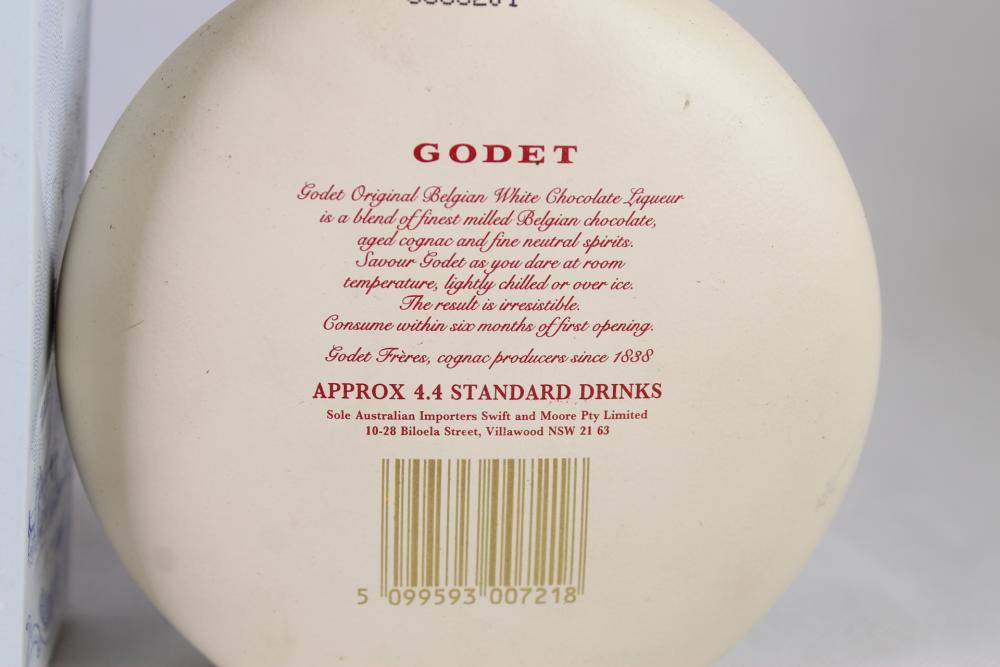 GODET
Godet Original Belgian White Chocolate Liqueur
is a blend of finest milled Belgian chocolate,
aged cognac and fine neutral spirits.
Savour Godet as you dare at room
temperature, lightly chilled or over ice.
The result is irresistible.
Consume within six months of first opening.
Godet Frères, cognac producers since 1838
APPROX 4.4 STANDARD DRINKS
Sole Australian Importers Swift and Moore Pty Limited
10-28 Biloela Street, Villawood NSW 21 63
5 099593 007218